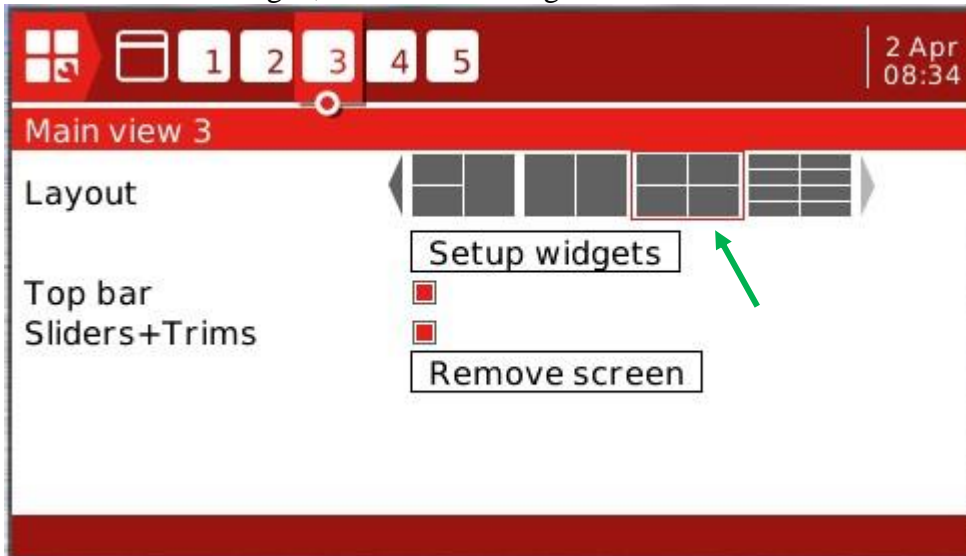 1 2 3 4 5
2 Apr
08:34
Main view 3
Layout
Setup widgets
Top bar
Sliders+Trims
Remove screen